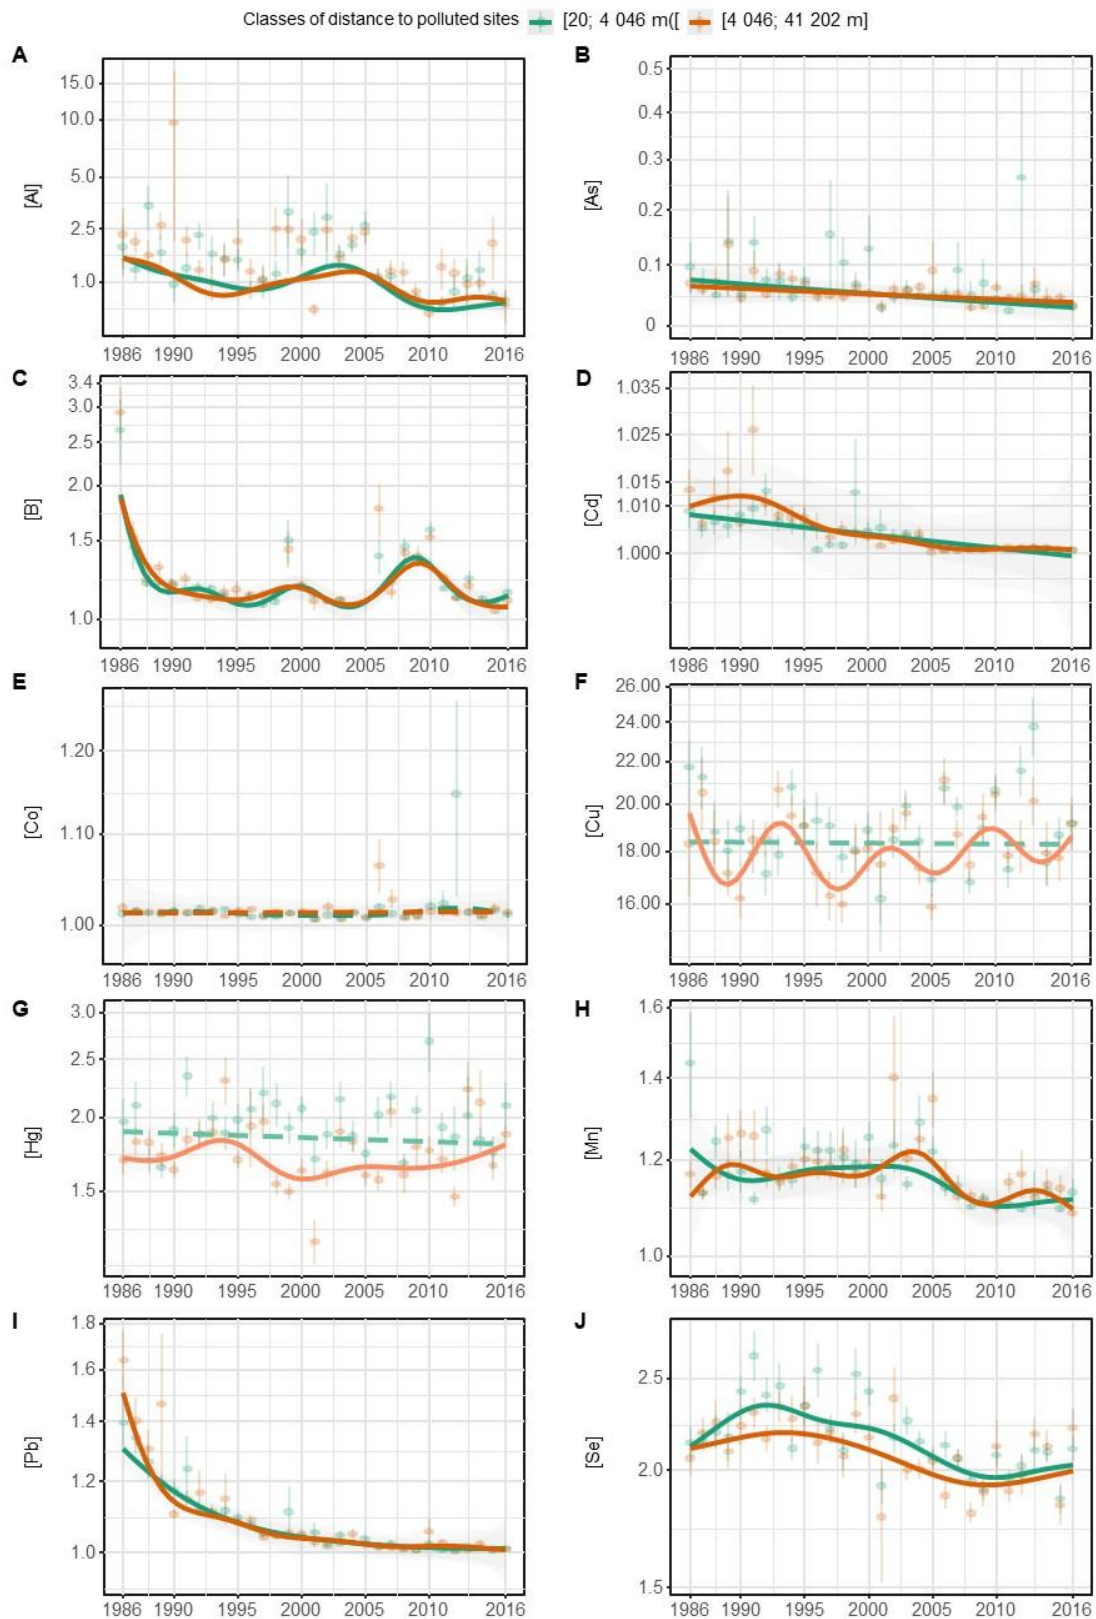 Classes of distance to polluted sites [20; 4 046 m([ [4 046; 41 202 m]
A
[Al]
15.0
10.0
5.0
2.5
1.0
1986 1990 1995 2000 2005 2010 2016
B
[As]
0.5
0.4
0.3
0.2
0.1
0
1986 1990 1995 2000 2005 2010 2016
C
[B]
3.4
3.0
2.5
2.0
1.5
1.0
1986 1990 1995 2000 2005 2010 2016
D
[Cd]
1.035
1.025
1.015
1.010
1.000
1986 1990 1995 2000 2005 2010 2016
E
[Co]
1.20
1.10
1.00
1986 1990 1995 2000 2005 2010 2016
F
[Cu]
26.00
24.00
22.00
20.00
18.00
16.00
1986 1990 1995 2000 2005 2010 2016
G
[Hg]
3.0
2.5
2.0
1.5
1986 1990 1995 2000 2005 2010 2016
H
[Mn]
1.6
1.4
1.2
1.0
1986 1990 1995 2000 2005 2010 2016
I
[Pb]
1.8
1.6
1.4
1.2
1.0
1986 1990 1995 2000 2005 2010 2016
J
[Se]
2.5
2.0
1.5
1986 1990 1995 2000 2005 2010 2016